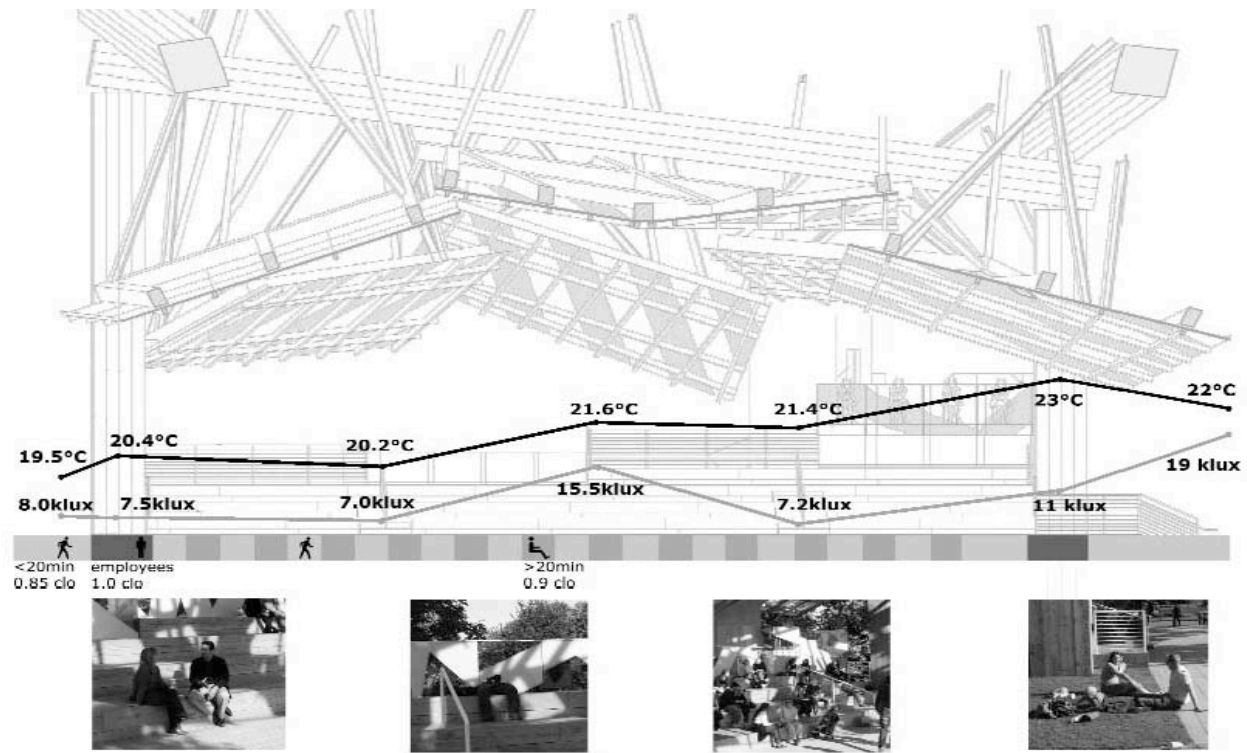 22°C
23°C
21.6°C
21.4°C
20.4°C
20.2°C
19.5°C
19 klux
15.5klux
8.0klux
7.5klux
7.0klux
7.2klux
11 klux
<20min
employees
>20min
0.85 clo
1.0 clo
0.9 clo